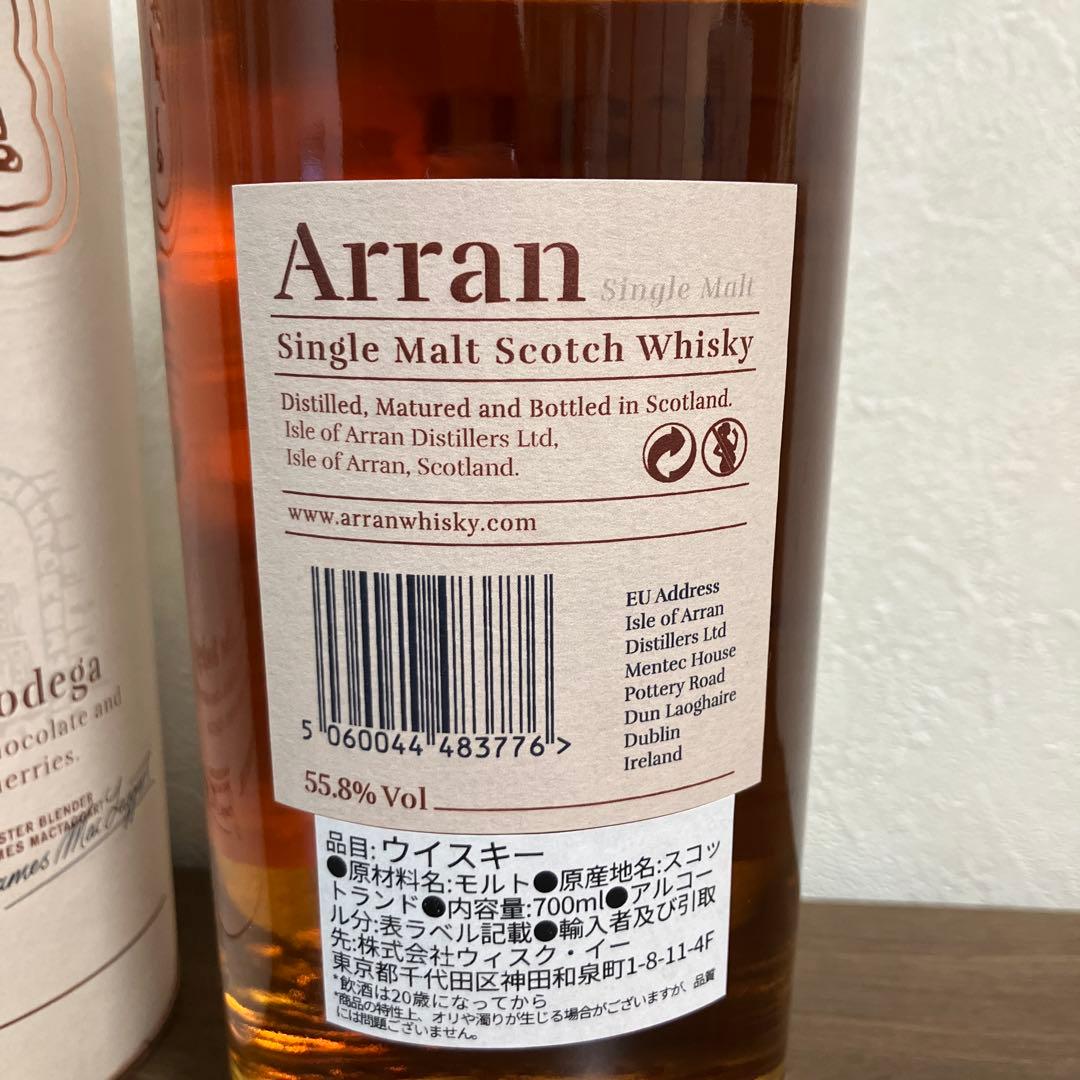 Arran Single Malt
Single Malt Scotch Whisky
Distilled, Matured and Bottled in Scotland.
Isle of Arran Distillers Ltd,
Isle of Arran, Scotland.
www.arranwhisky.com
EU Address
Isle of Arran
Distillers Ltd
Mentec House
Pottery Road
Dun Laoghaire
Dublin
Ireland
5 060044 483776 >
55.8% Vol
品目:ウイスキー
●原材料名:モルト●原産地名:スコッ
トランド●内容量:700ml●アルコー
ル分:表ラベル記載●輸入者及び引取
先:株式会社ウィスク・イー
東京都千代田区神田和泉町1-8-11-4F
*飲酒は20歳になってから
*商品の特性上、オリや濁りが生じる場合がございますが、品質
には問題ございません。
odega
hocolate and
erries.
STER BLENDER
MES MACTAGGART